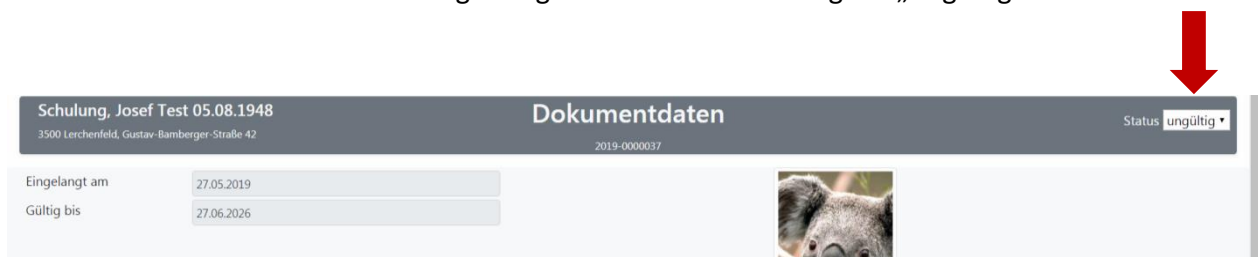 Schulung, Josef Test 05.08.1948
3500 Lerchenfeld, Gustav-Bamberger-Straße 42
Dokumentdaten
2019-0000037
Status ungültig
Eingelangt am 27.05.2019
Gültig bis 27.06.2026